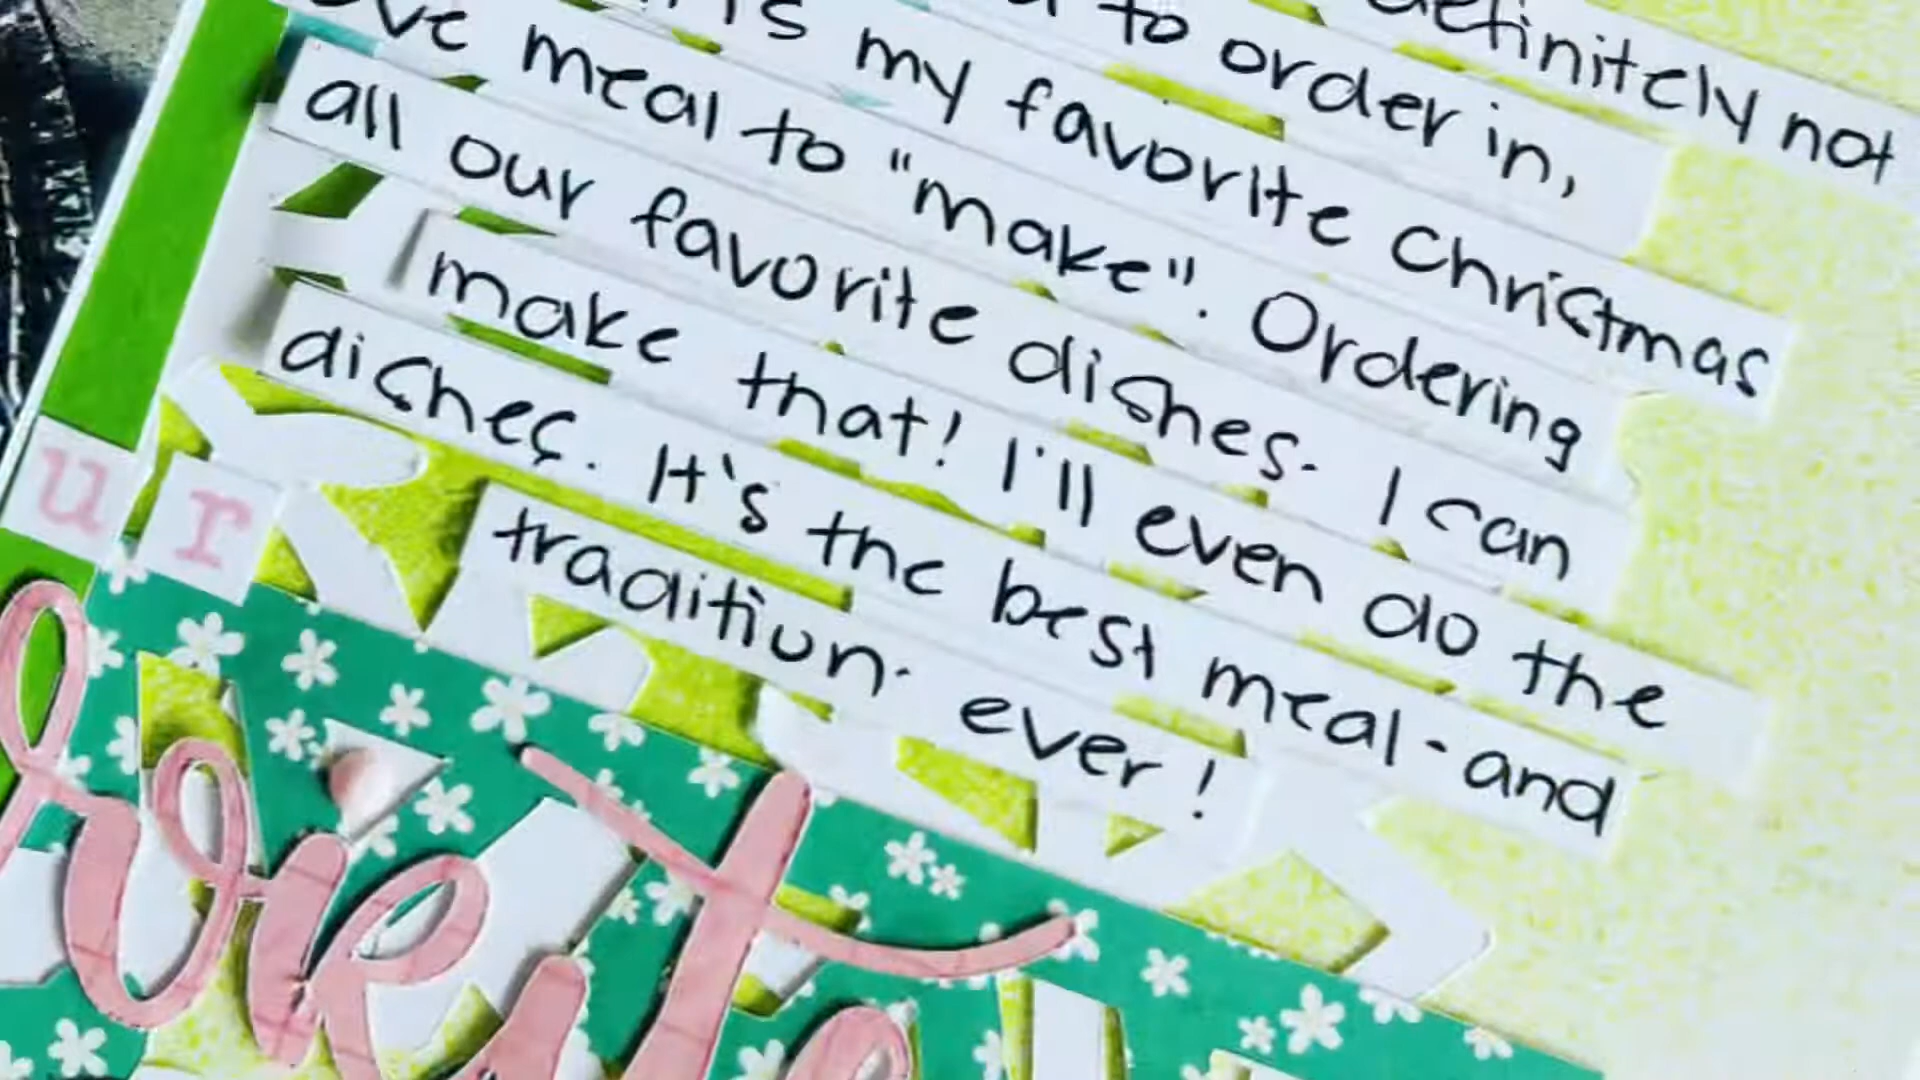 definitely not
to order in,
is my favorite Christmas
meal to "make". Ordering
all our favorite dishes. I can
make that! I'll even do the
dishes. It's the best meal - and
tradition. ever!
ur